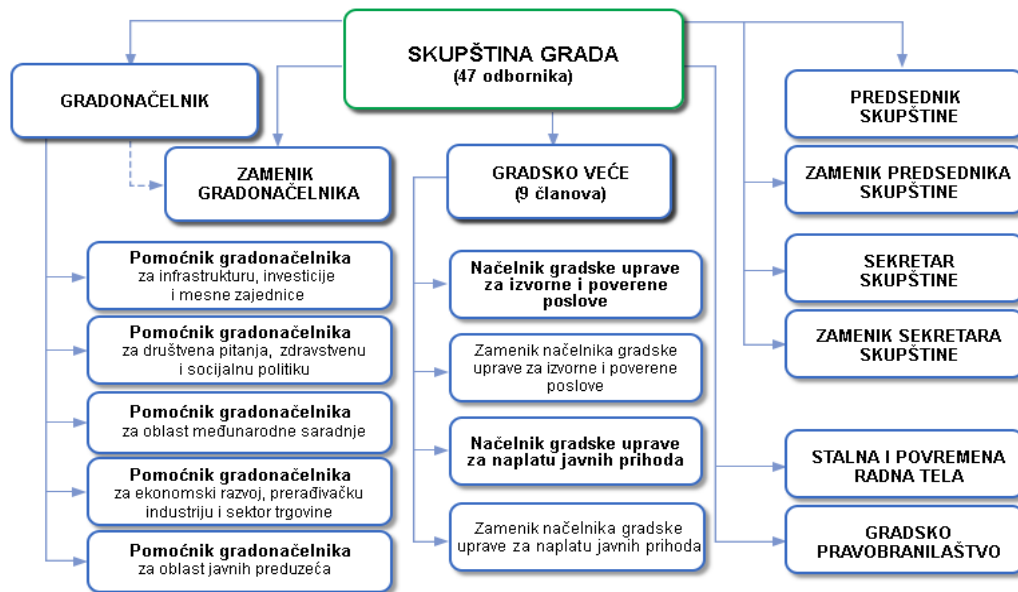 SKUPŠTINA GRADA
(47 odbornika)
GRADONAČELNIK
ZAMENIK
GRADONAČELNIKA
Pomoćnik gradonačelnika
za infrastrukturu, investicije
i mesne zajednice
Pomoćnik gradonačelnika
za društvena pitanja, zdravstvenu
i socijalnu politiku
Pomoćnik gradonačelnika
za oblast međunarodne saradnje
Pomoćnik gradonačelnika
za ekonomski razvoj, prerađivačku
industriju i sektor trgovine
Pomoćnik gradonačelnika
za oblast javnih preduzeća
GRADSKO VEĆE
(9 članova)
Načelnik gradske uprave
za izvorne i poverene
poslove
Zamenik načelnika gradske
uprave za izvorne i poverene
poslove
Načelnik gradske uprave
za naplatu javnih prihoda
Zamenik načelnika gradske
uprave za naplatu javnih prihoda
PREDSEDNIK
SKUPŠTINE
ZAMENIK PREDSEDNIKA
SKUPŠTINE
SEKRETAR
SKUPŠTINE
ZAMENIK SEKRETARA
SKUPŠTINE
STALNA I POVREMENA
RADNA TELA
GRADSKO
PRAVOBRANILAŠTVO